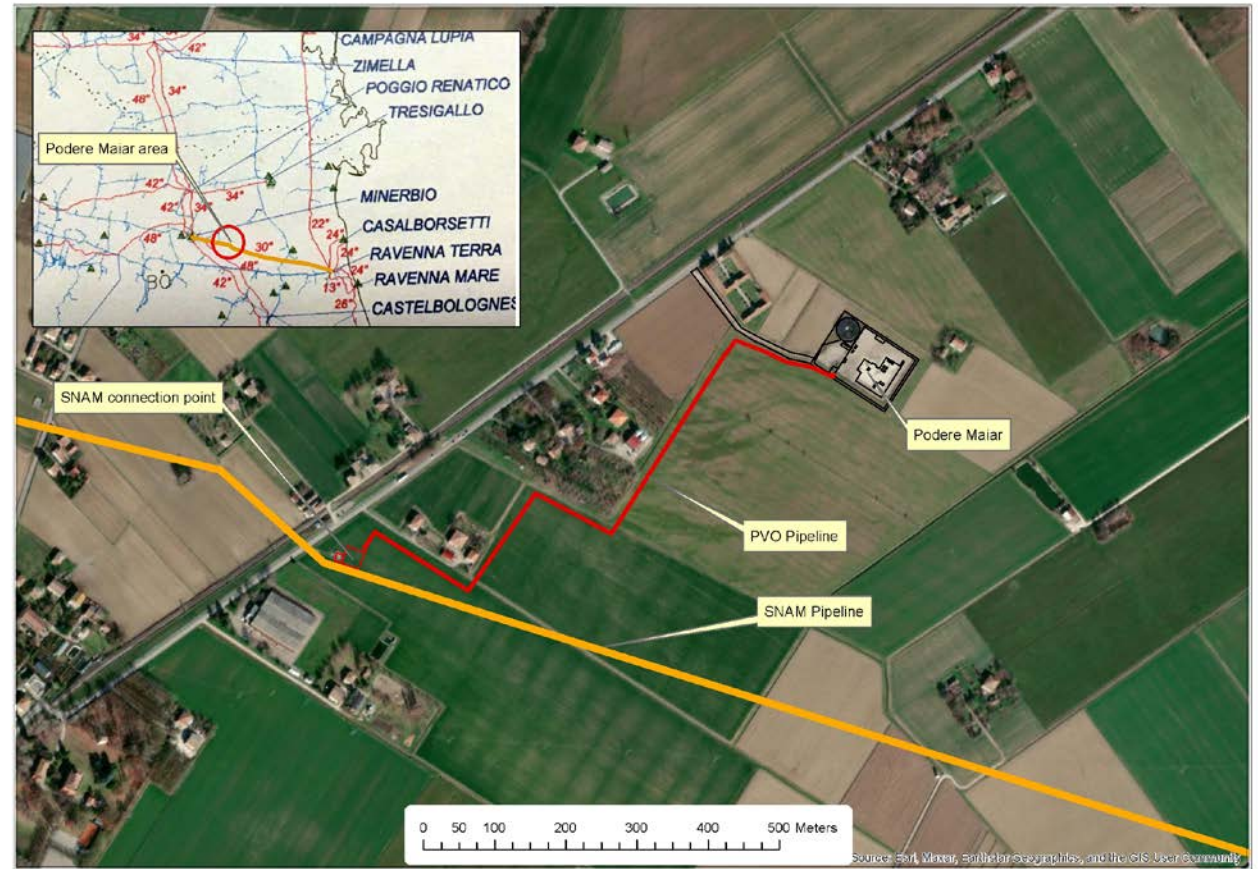 CAMPAGNA LUPIA
ZIMELLA
POGGIO RENATICO
TRESIGALLO
MINERBIO
CASALBORSETTI
RAVENNA TERRA
RAVENNA MARE
CASTELBOLOGNES
34"
42"
48"
34"
Podere Maiar area
42"
34"
42"
34"
22"
24"
48"
30"
24"
48"
24"
42"
13"
26"
BO
SNAM connection point
Podere Maiar
PVO Pipeline
SNAM Pipeline
0 50 100 200 300 400 500 Meters
Source: Esri, Maxar, Earthstar Geographics, and the GIS User Community